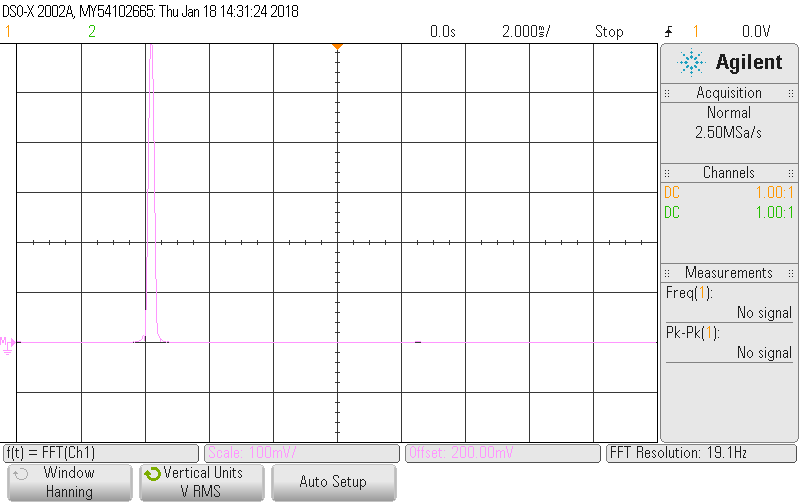 DSO-X 2002A, MY54102665: Thu Jan 18 14:31:24 2018
1 2 0.0s 2.000s/ Stop 1 0.0V
Agilent
Acquisition
Normal
2.50MSa/s
Channels
DC 1.00:1
DC 1.00:1
Measurements
Freq(1):
No signal
Pk-Pk(1):
No signal
M
f(t) = FFT(Ch1) Scale: 100mV/ Offset: 200.00mV FFT Resolution: 19.1Hz
Window
Hanning
Vertical Units
V RMS
Auto Setup